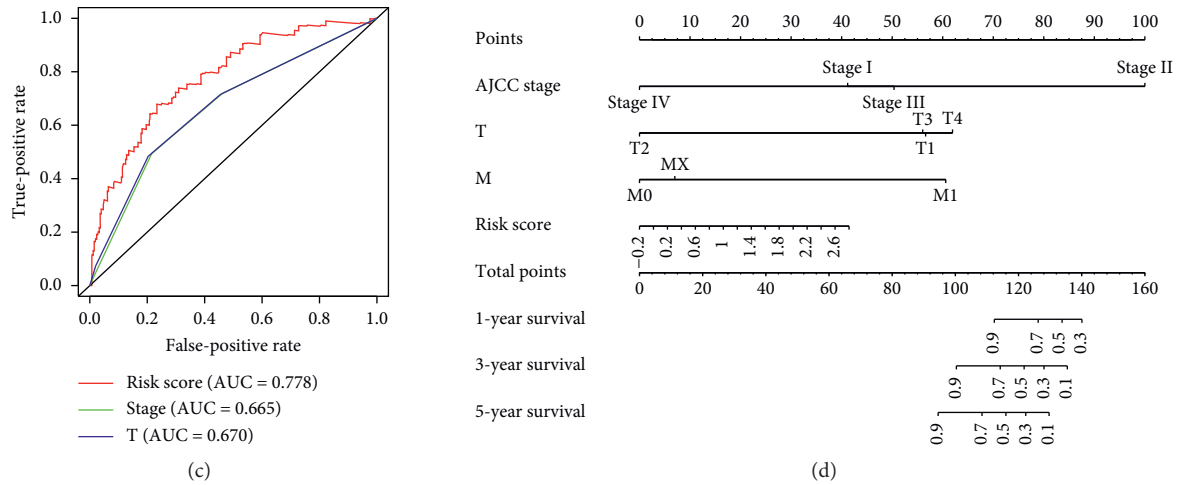 1.0
0.8
0.6
0.4
0.2
0.0
True-positive rate
0.0 0.2 0.4 0.6 0.8 1.0
False-positive rate
Risk score (AUC = 0.778)
Stage (AUC = 0.665)
T (AUC = 0.670)
(c)
0 10 20 30 40 50 60 70 80 90 100
Points
Stage I Stage II
AJCC stage
Stage IV Stage III
T3 T4
T
T2 T1
MX
M
M0 M1
Risk score
−0.2 0.2 0.6 1 1.4 1.8 2.2 2.6
Total points
0 20 40 60 80 100 120 140 160
1-year survival
0.9 0.7 0.5 0.3
3-year survival
0.9 0.7 0.5 0.3 0.1
5-year survival
0.9 0.7 0.5 0.3 0.1
(d)